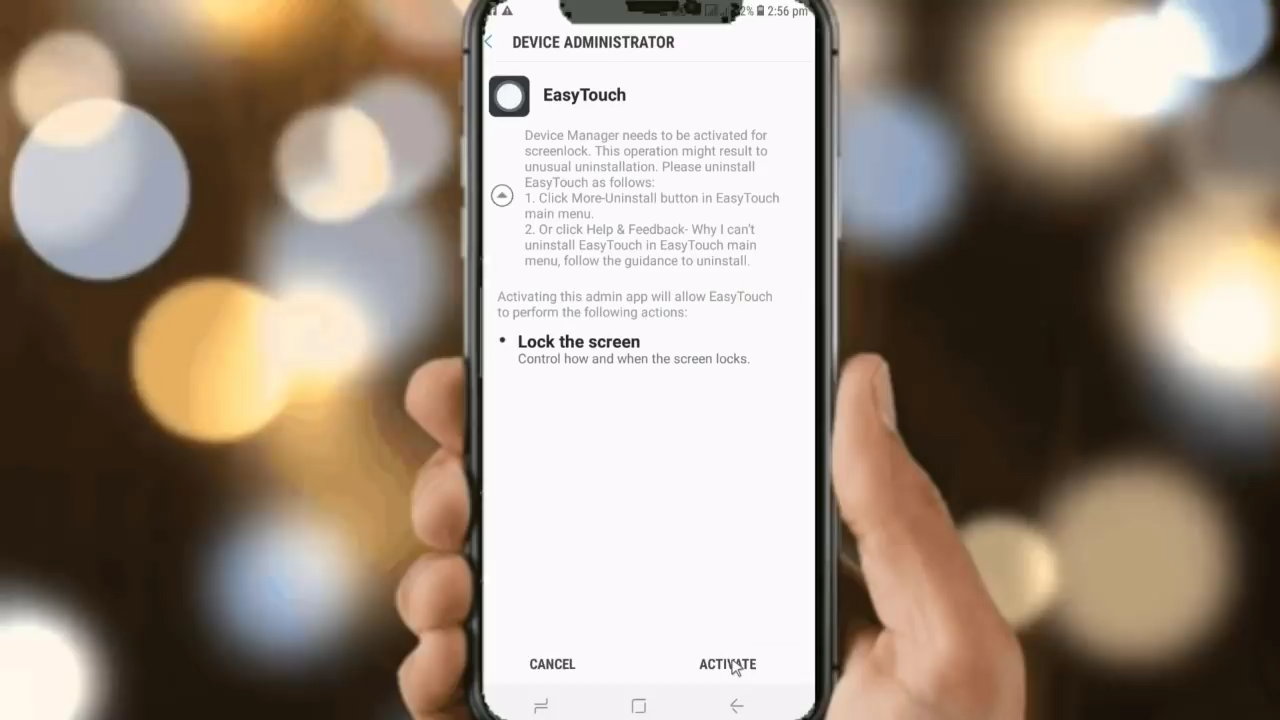 2:56 pm
DEVICE ADMINISTRATOR
EasyTouch
Device Manager needs to be activated for
screenlock. This operation might result to
unusual uninstallation. Please uninstall
EasyTouch as follows:
1. Click More-Uninstall button in EasyTouch
main menu.
2. Or click Help & Feedback- Why I can't
uninstall EasyTouch in EasyTouch main
menu, follow the guidance to uninstall.
Activating this admin app will allow EasyTouch
to perform the following actions:
• Lock the screen
Control how and when the screen locks.
CANCEL ACTIVATE